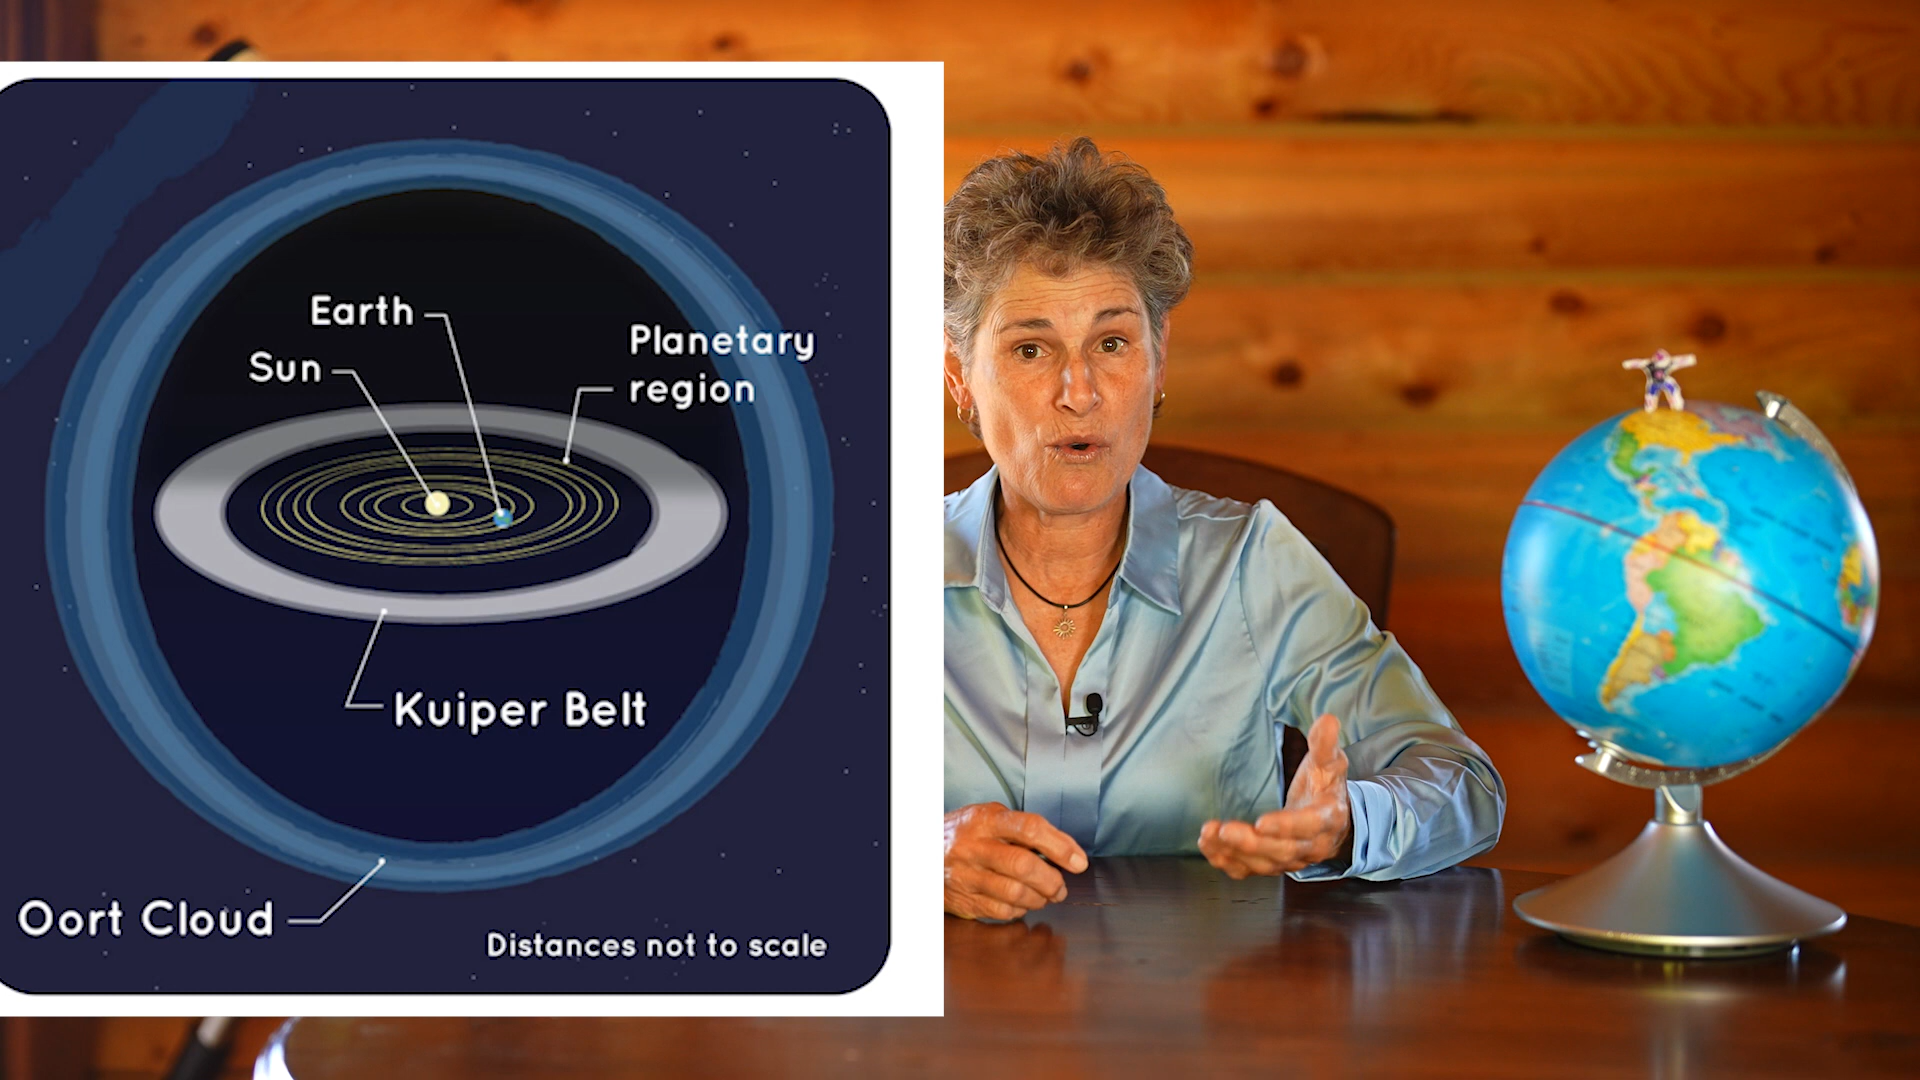 Earth
Sun
Planetary
region
Kuiper Belt
Oort Cloud
Distances not to scale